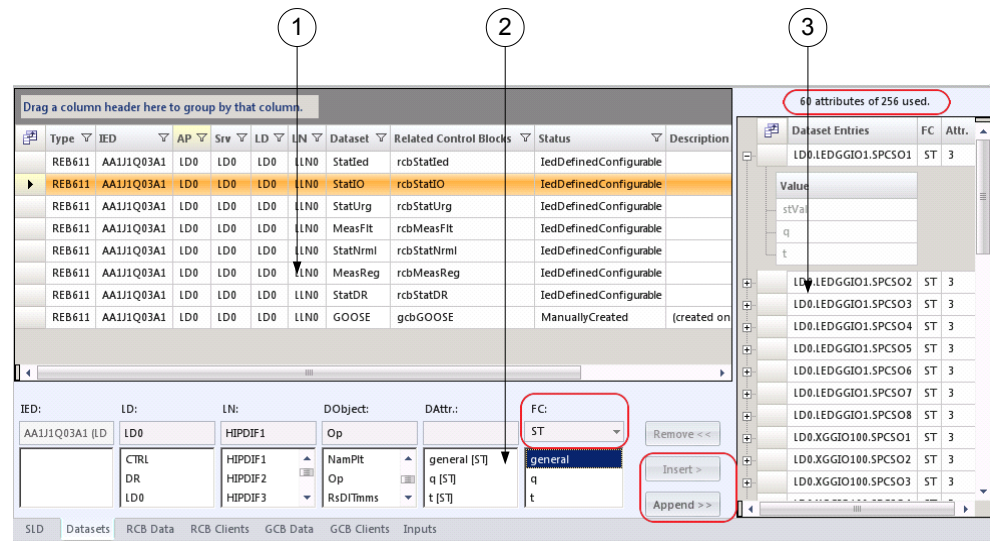 1 2 3
Drag a column header here to group by that column.
60 attributes of 256 used.
Type IED AP Srv LD LN Dataset Related Control Blocks Status Description
REB611 AA1J1Q03A1 LD0 LD0 LD0 LLN0 StatIed rcbStatIed IedDefinedConfigurable
REB611 AA1J1Q03A1 LD0 LD0 LD0 LLN0 StatIO rcbStatIO IedDefinedConfigurable
REB611 AA1J1Q03A1 LD0 LD0 LD0 LLN0 StatUrg rcbStatUrg IedDefinedConfigurable
REB611 AA1J1Q03A1 LD0 LD0 LD0 LLN0 MeasFlt rcbMeasFlt IedDefinedConfigurable
REB611 AA1J1Q03A1 LD0 LD0 LD0 LLN0 StatNrml rcbStatNrml IedDefinedConfigurable
REB611 AA1J1Q03A1 LD0 LD0 LD0 LLN0 MeasReg rcbMeasReg IedDefinedConfigurable
REB611 AA1J1Q03A1 LD0 LD0 LD0 LLN0 StatDR rcbStatDR IedDefinedConfigurable
REB611 AA1J1Q03A1 LD0 LD0 LD0 LLN0 GOOSE gcbGOOSE ManuallyCreated (created on
Dataset Entries FC Attr.
LD0.LEDGGIO1.SPCSO1 ST 3
Value
stVal
q
t
LD0.LEDGGIO1.SPCSO2 ST 3
LD0.LEDGGIO1.SPCSO3 ST 3
LD0.LEDGGIO1.SPCSO4 ST 3
LD0.LEDGGIO1.SPCSO5 ST 3
LD0.LEDGGIO1.SPCSO6 ST 3
LD0.LEDGGIO1.SPCSO7 ST 3
LD0.LEDGGIO1.SPCSO8 ST 3
LD0.XGGIO100.SPCSO1 ST 3
LD0.XGGIO100.SPCSO2 ST 3
LD0.XGGIO100.SPCSO3 ST 3
IED: LD: LN: DObject: DAttr.: FC:
AA1J1Q03A1 (LD LD0 HIPDIF1 Op ST Remove <<
CTRL HIPDIF1 NamPlt general [ST] general
DR HIPDIF2 Op q [ST] q Insert >
LD0 HIPDIF3 RsDlTmms t [ST] t Append >>
SLD Datasets RCB Data RCB Clients GCB Data GCB Clients Inputs